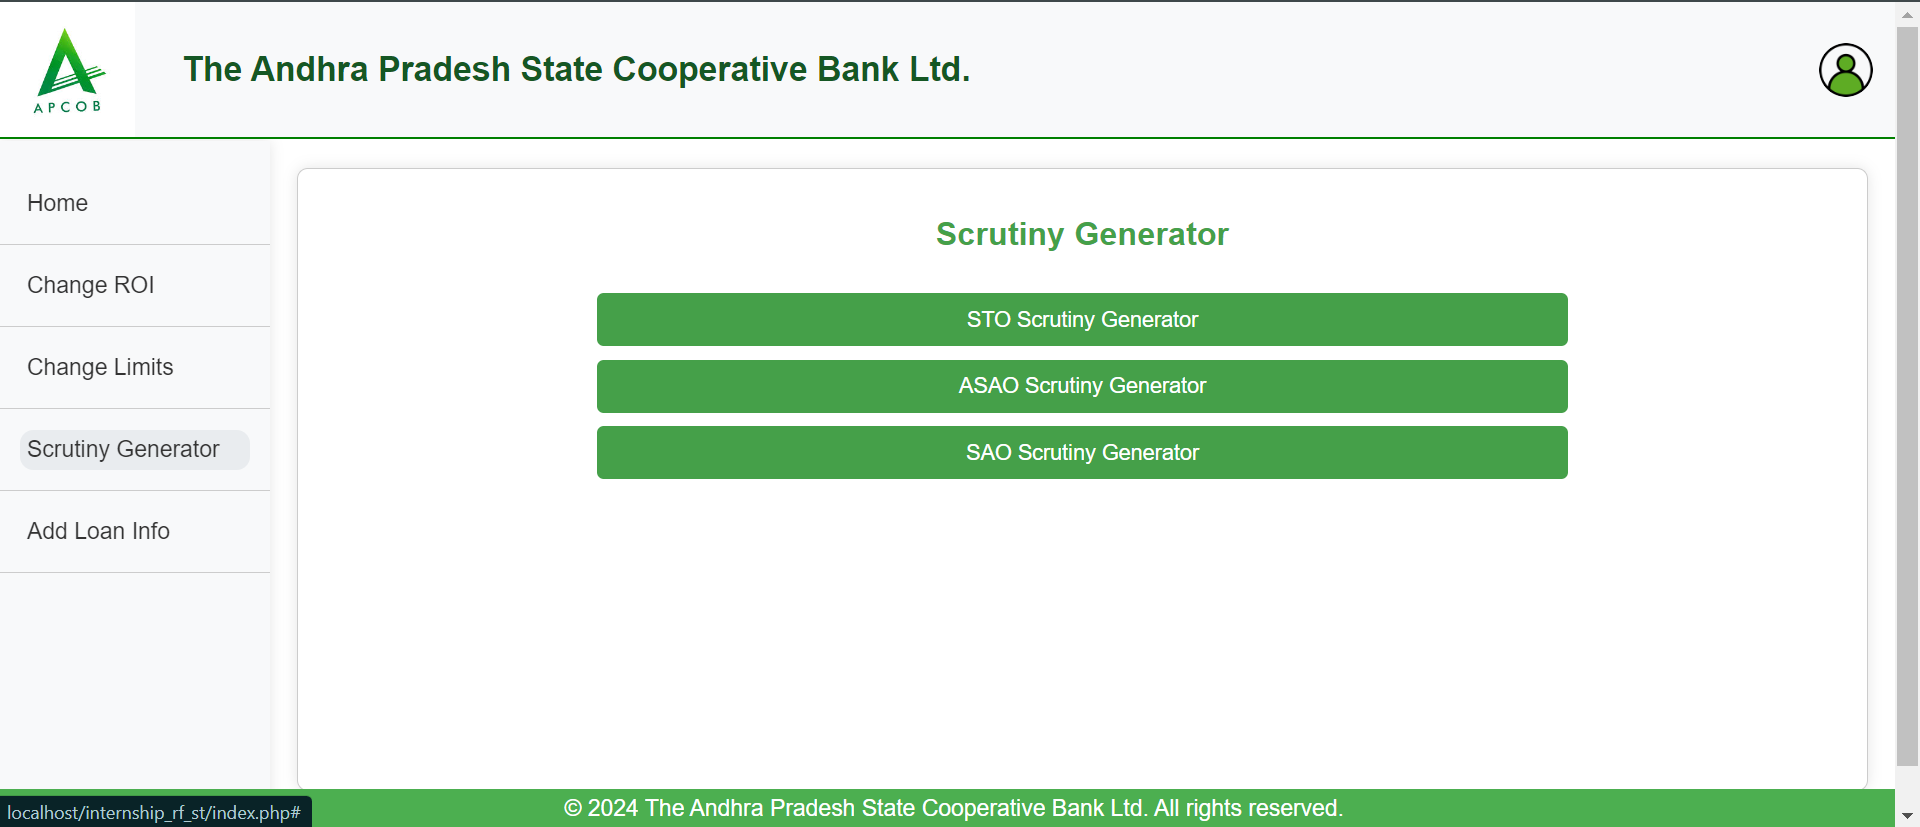 APCOB
The Andhra Pradesh State Cooperative Bank Ltd.
Home
Change ROI
Change Limits
Scrutiny Generator
Add Loan Info
Scrutiny Generator
STO Scrutiny Generator
ASAO Scrutiny Generator
SAO Scrutiny Generator
© 2024 The Andhra Pradesh State Cooperative Bank Ltd. All rights reserved.
localhost/internship_rf_st/index.php#